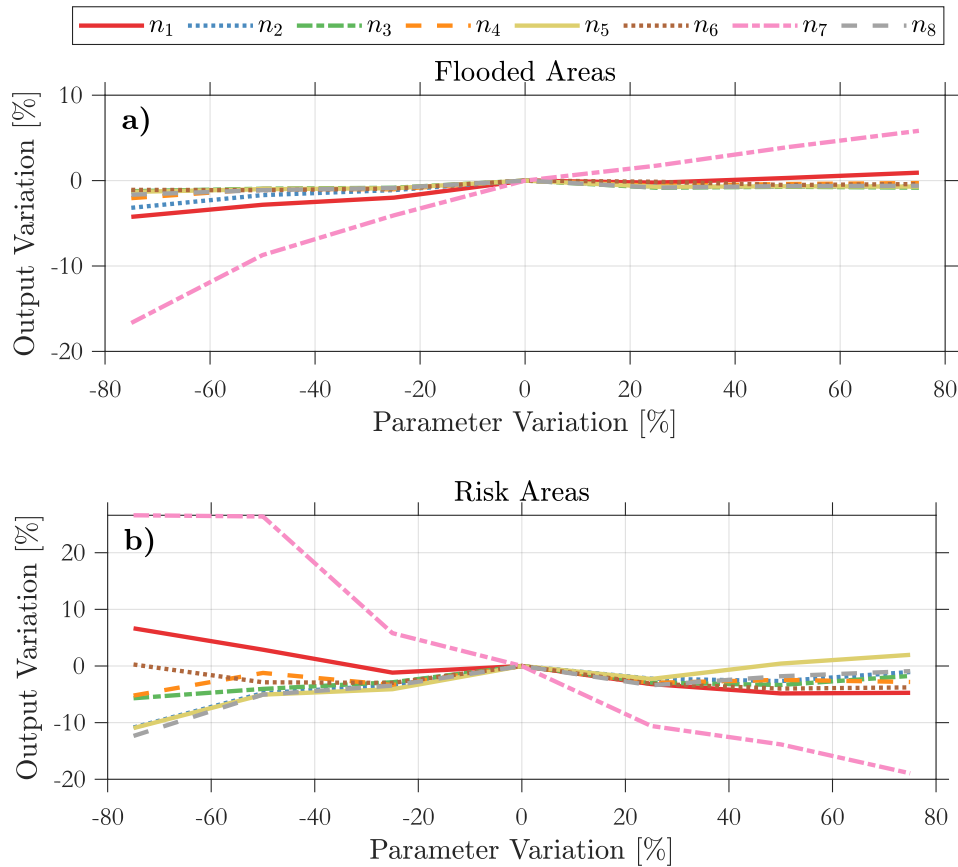 n₁ n₂ n₃ n₄ n₅ n₆ n₇ n₈
Flooded Areas
a)
Output Variation [%]
10
0
-10
-20
-80 -60 -40 -20 0 20 40 60 80
Parameter Variation [%]
Risk Areas
b)
Output Variation [%]
20
10
0
-10
-20
-80 -60 -40 -20 0 20 40 60 80
Parameter Variation [%]